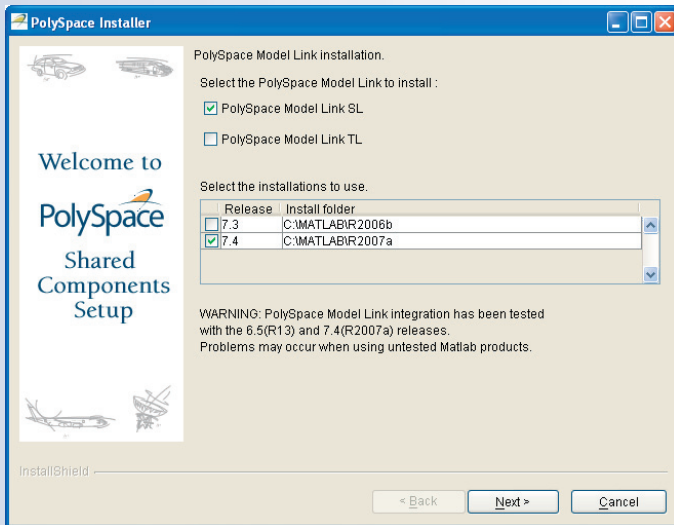 PolySpace Installer
Welcome to
PolySpace
Shared
Components
Setup
PolySpace Model Link installation.
Select the PolySpace Model Link to install :
PolySpace Model Link SL
PolySpace Model Link TL
Select the installations to use.
Release Install folder
7.3 C:\MATLAB\R2006b
7.4 C:\MATLAB\R2007a
WARNING: PolySpace Model Link integration has been tested
with the 6.5(R13) and 7.4(R2007a) releases.
Problems may occur when using untested Matlab products.
InstallShield
< Back Next > Cancel